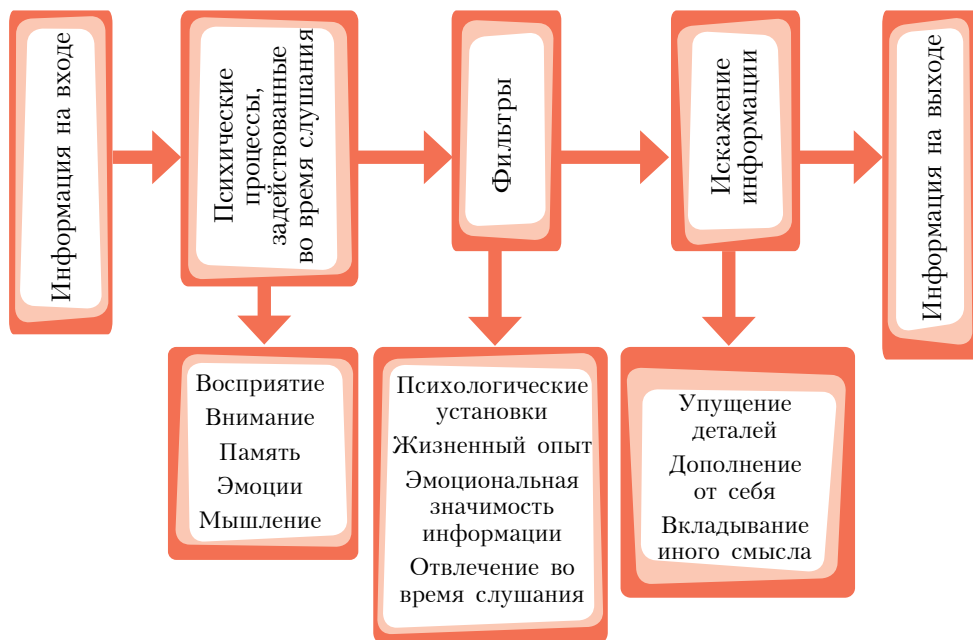 Информация на входе
Психические
процессы,
задействованные
во время слушания
Фильтры
Искажение
информации
Информация на выходе
Восприятие
Внимание
Память
Эмоции
Мышление
Психологические
установки
Жизненный опыт
Эмоциональная
значимость
информации
Отвлечение во
время слушания
Упущение
деталей
Дополнение
от себя
Вкладывание
иного смысла